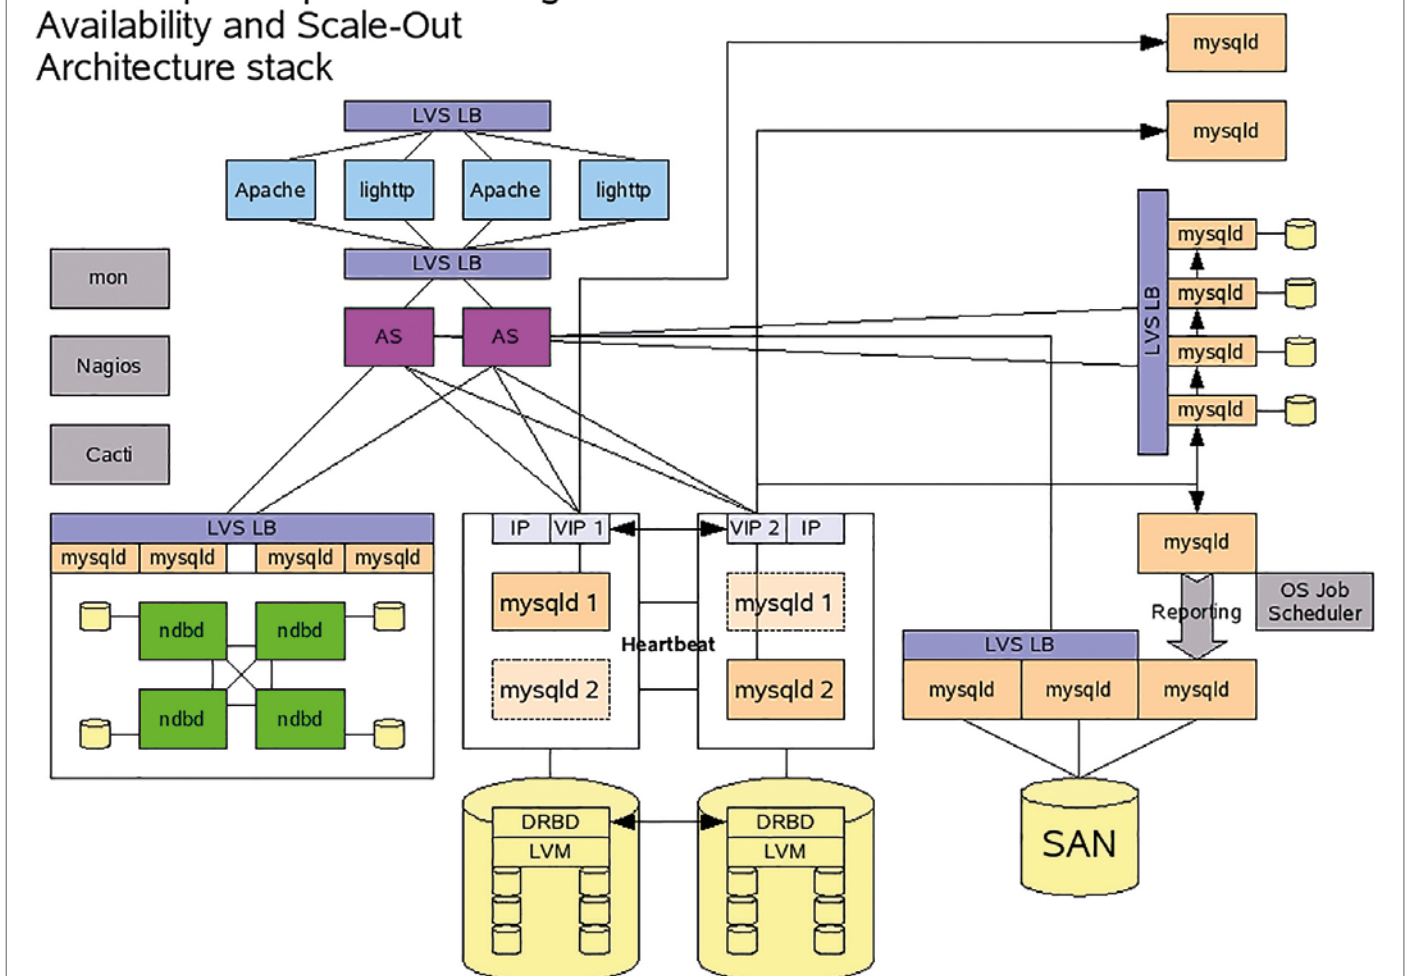 Availability and Scale-Out
Architecture stack
mysqld
mysqld
LVS LB
Apache
lighttp
Apache
lighttp
LVS LB
AS
AS
mon
Nagios
Cacti
LVS LB
mysqld
mysqld
mysqld
mysqld
LVS LB
mysqld
mysqld
mysqld
mysqld
ndbd
ndbd
ndbd
ndbd
IP
VIP 1
VIP 2
IP
mysqld 1
mysqld 1
Heartbeat
mysqld 2
mysqld 2
DRBD
LVM
DRBD
LVM
mysqld
Reporting
OS Job
Scheduler
LVS LB
mysqld
mysqld
mysqld
SAN